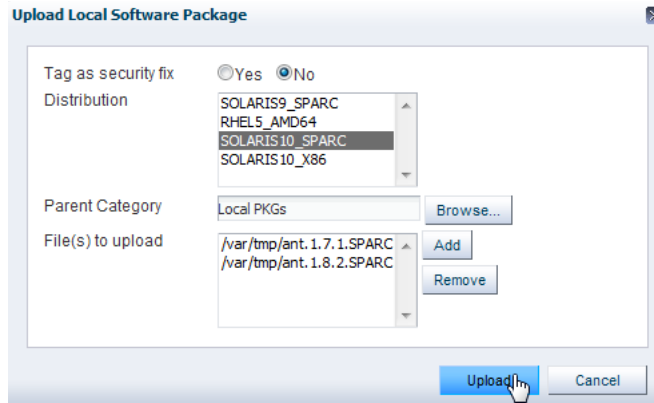 Upload Local Software Package
Tag as security fix Yes No
Distribution
SOLARIS9_SPARC
RHEL5_AMD64
SOLARIS10_SPARC
SOLARIS10_X86
Parent Category Local PKGs Browse...
File(s) to upload
/var/tmp/ant.1.7.1.SPARC
/var/tmp/ant.1.8.2.SPARC
Add
Remove
Upload Cancel